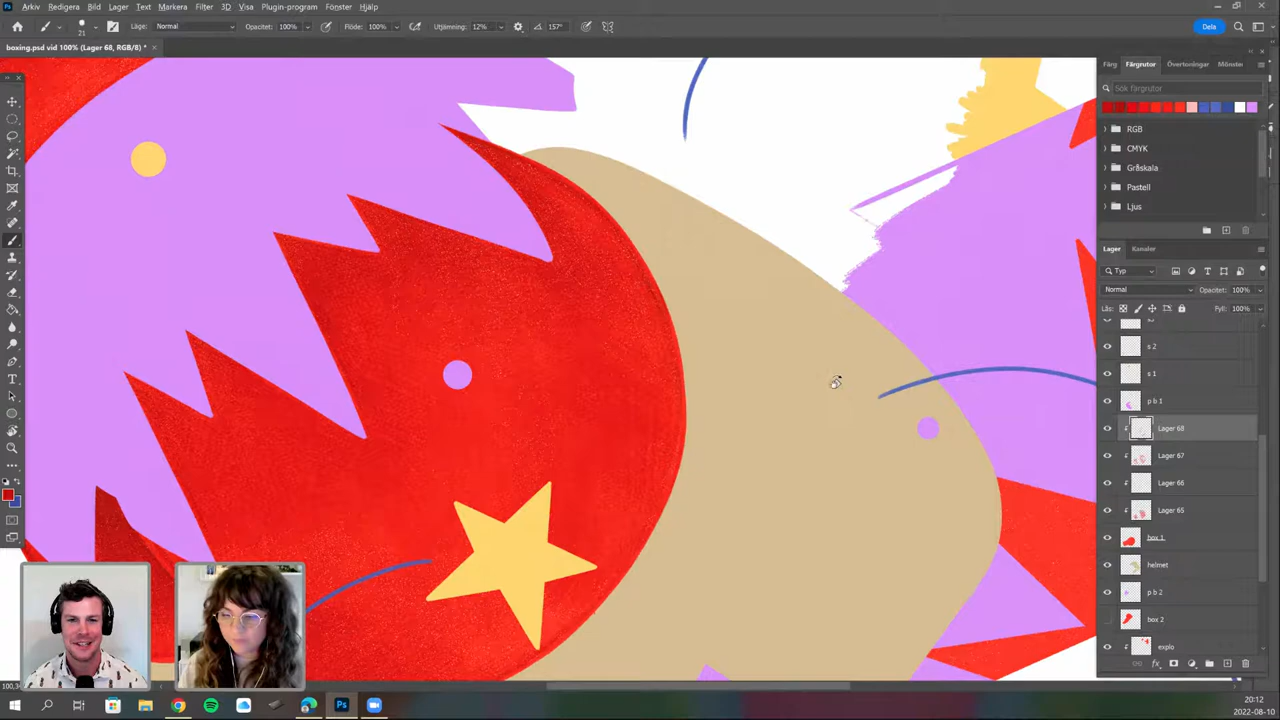 Arkiv Redigera Bild Lager Text Markera Filter 3D Visa Plugin-program Fönster Hjälp
21 Läge: Normal Opacitet: 100% Flöde: 100% Utjämning: 12% 157° Dela
boxing.psd vid 100% (Lager 68, RGB/8) *
Färg Färgrutor Övertoningar Mönster
Sök färgrutor
RGB
CMYK
Gråskala
Pastell
Ljus
Lager Kanaler
Typ
Normal Opacitet: 100%
Lås: Fyll: 100%
s 2
s 1
p b 1
Lager 68
Lager 67
Lager 66
Lager 65
box 1
helmet
p b 2
box 2
explo
Ps
20:12
2022-08-10